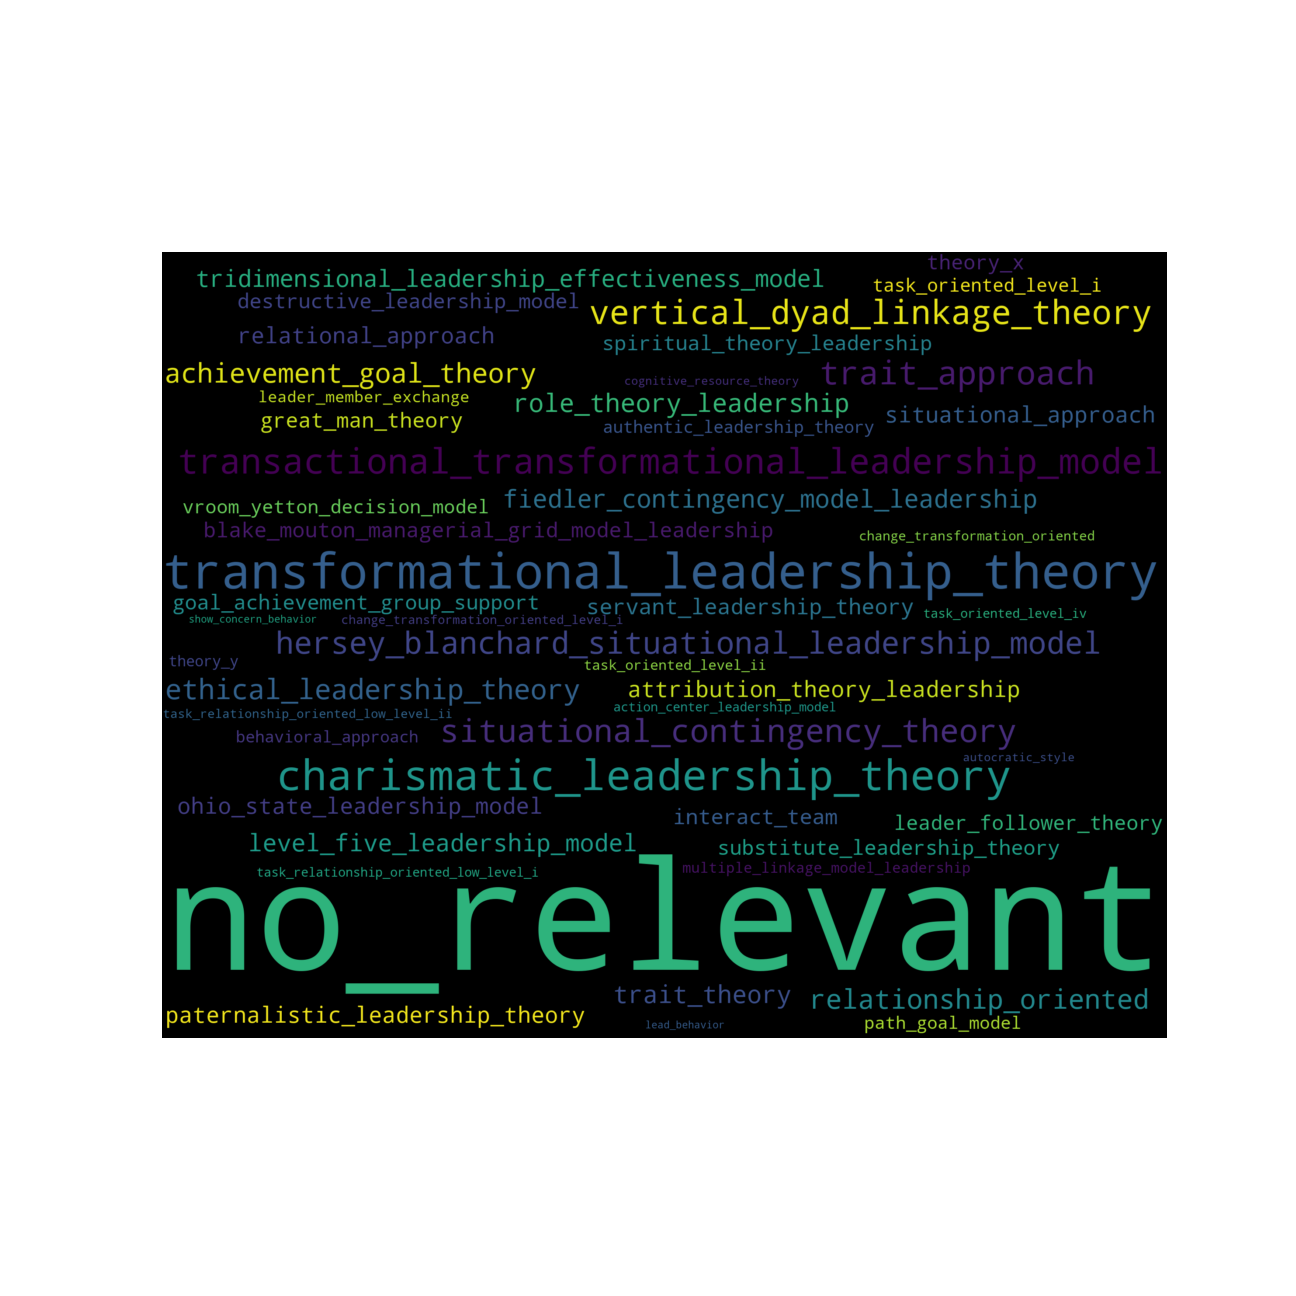 theory_x
tridimensional_leadership_effectiveness_model
task_oriented_level_i
destructive_leadership_model
vertical_dyad_linkage_theory
relational_approach
spiritual_theory_leadership
achievement_goal_theory
cognitive_resource_theory
trait_approach
leader_member_exchange
role_theory_leadership
situational_approach
great_man_theory
authentic_leadership_theory
transactional_transformational_leadership_model
vroom_yetton_decision_model
fiedler_contingency_model_leadership
blake_mouton_managerial_grid_model_leadership
change_transformation_oriented
transformational_leadership_theory
goal_achievement_group_support
servant_leadership_theory
task_oriented_level_iv
show_concern_behavior
change_transformation_oriented_level_i
hersey_blanchard_situational_leadership_model
theory_y
task_oriented_level_ii
ethical_leadership_theory
attribution_theory_leadership
task_relationship_oriented_low_level_ii
action_center_leadership_model
behavioral_approach
situational_contingency_theory
autocratic_style
charismatic_leadership_theory
ohio_state_leadership_model
interact_team
leader_follower_theory
level_five_leadership_model
substitute_leadership_theory
task_relationship_oriented_low_level_i
multiple_linkage_model_leadership
no_relevant
trait_theory
relationship_oriented
paternalistic_leadership_theory
lead_behavior
path_goal_model